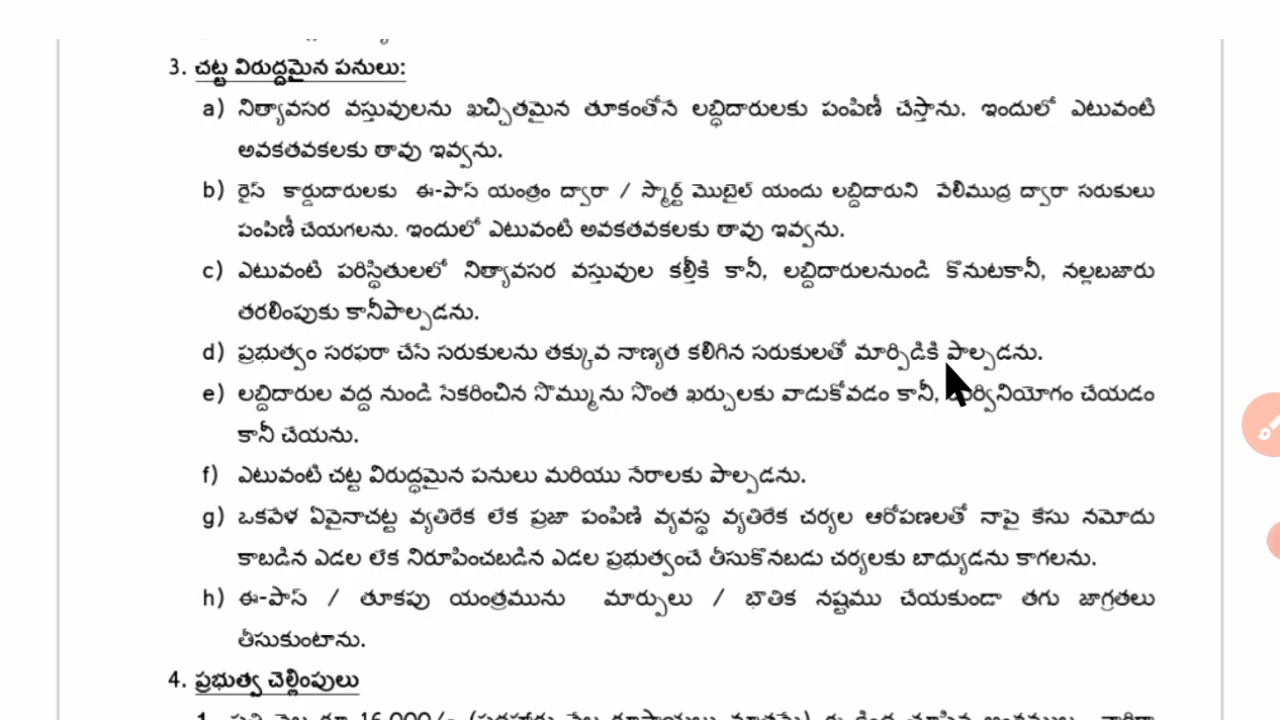 3. చట్ట విరుద్దమైన పనులు:
a) నిత్యావసర వస్తువులను ఖచ్చితమైన తూకంతోనే లబ్ధిదారులకు పంపిణీ చేస్తాను. ఇందులో ఎటువంటి
అవకతవకలకు తావు ఇవ్వను.
b) రైస్ కార్డుదారులకు ఈ-పాస్ యంత్రం ద్వారా / స్మార్ట్ మొబైల్ యందు లబ్దిదారుని వేలిముద్ర ద్వారా సరుకులు
పంపిణీ చేయగలను. ఇందులో ఎటువంటి అవకతవకలకు తావు ఇవ్వను.
c) ఎటువంటి పరిస్థితులలో నిత్యావసర వస్తువుల కల్తీకి కానీ, లబ్దిదారులనుండి కొనుటకానీ, నల్లబజారు
తరలింపుకు కానీపాల్పడను.
d) ప్రభుత్వం సరఫరా చేసే సరుకులను తక్కువ నాణ్యత కలిగిన సరుకులతో మార్పిడికి పాల్పడను.
e) లబ్దిదారుల వద్ద నుండి సేకరించిన సొమ్మును సొంత ఖర్చులకు వాడుకోవడం కానీ, చేయడం
కానీ చేయను.
f) ఎటువంటి చట్ట విరుద్ధమైన పనులు మరియు నేరాలకు పాల్పడను.
g) ఒకవేళ ఏవైనాచట్ట వ్యతిరేక లేక ప్రజా పంపిణి వ్యవస్థ వ్యతిరేక చర్యల ఆరోపణలతో నాపై కేసు నమోదు
కాబడిన ఎడల లేక నిరూపించబడిన ఎడల ప్రభుత్వంచే తీసుకొనబడు చర్యలకు బాధ్యుడను కాగలను.
h) ఈ-పాస్ / తూకపు యంత్రమును మార్పులు / భౌతిక నష్టము చేయకుండా తగు జాగ్రతలు
తీసుకుంటాను.
4. ప్రభుత్వ చెల్లింపులు